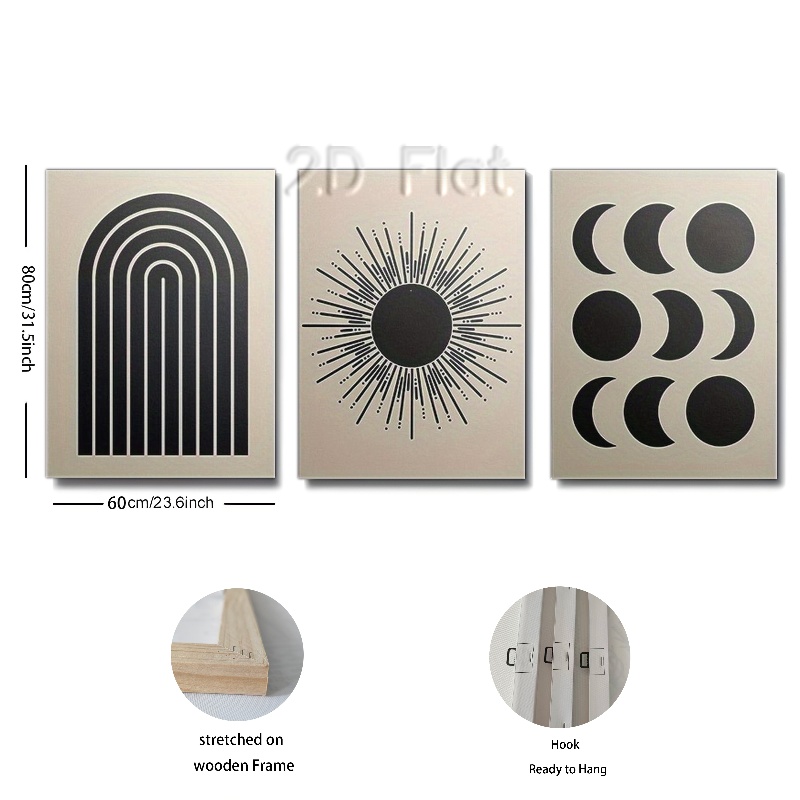 2D Flat
80cm/31.5inch
60cm/23.6inch
stretched on
wooden Frame
Hook
Ready to Hang